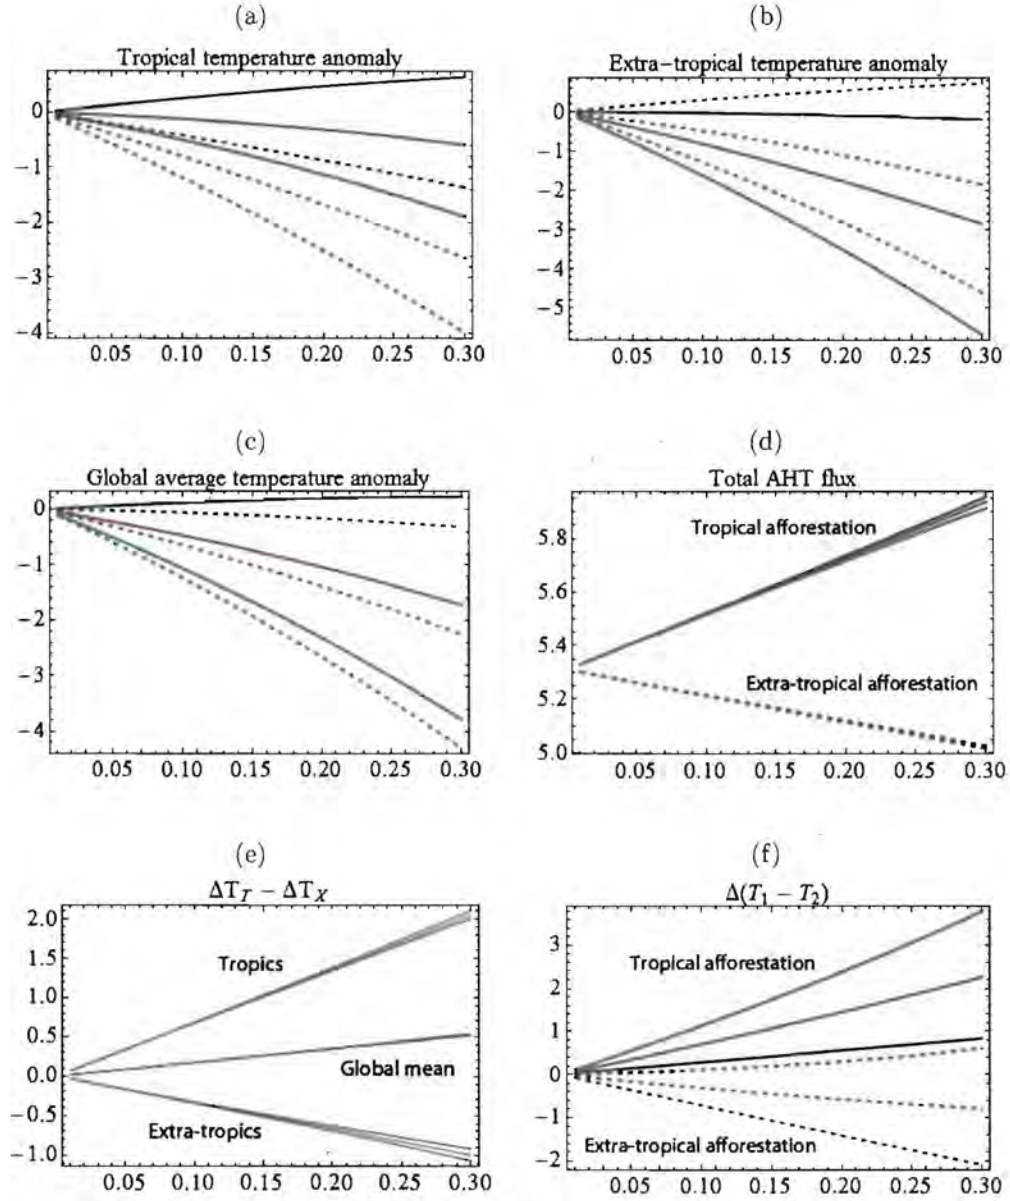 (a)
Tropical temperature anomaly
0
−1
−2
−3
−4
0.05 0.10 0.15 0.20 0.25 0.30
(b)
Extra−tropical temperature anomaly
0
−1
−2
−3
−4
−5
0.05 0.10 0.15 0.20 0.25 0.30
(c)
Global average temperature anomaly
0
−1
−2
−3
−4
0.05 0.10 0.15 0.20 0.25 0.30
(d)
Total AHT flux
Tropical afforestation
5.8
5.6
5.4
5.2
Extra-tropical afforestation
5.0
0.05 0.10 0.15 0.20 0.25 0.30
(e)
ΔT_T − ΔT_X
2.0
1.5
Tropics
1.0
0.5
Global mean
0.0
−0.5
Extra-tropics
−1.0
0.05 0.10 0.15 0.20 0.25 0.30
(f)
Δ(T₁ − T₂)
3
Tropical afforestation
2
1
0
−1
Extra-tropical afforestation
−2
0.05 0.10 0.15 0.20 0.25 0.30